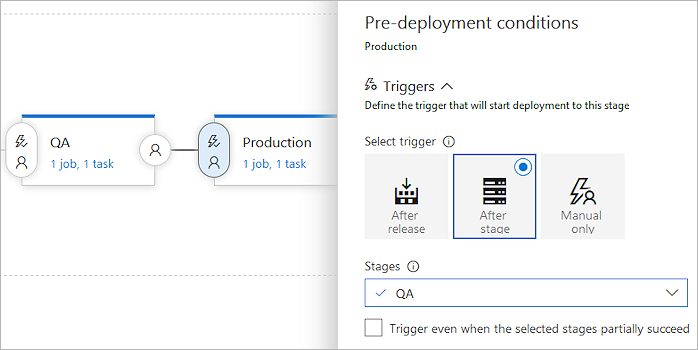 QA
1 job, 1 task
Production
1 job, 1 task
Pre-deployment conditions
Production
Triggers
Define the trigger that will start deployment to this stage
Select trigger
After
release
After
stage
Manual
only
Stages
QA
Trigger even when the selected stages partially succeed